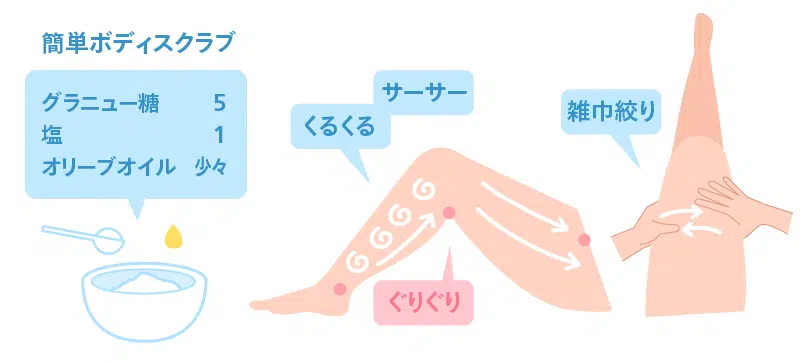 簡単ボディスクラブ
グラニュー糖 5
塩 1
オリーブオイル 少々
サーサー
くるくる
雑巾絞り
ぐりぐり